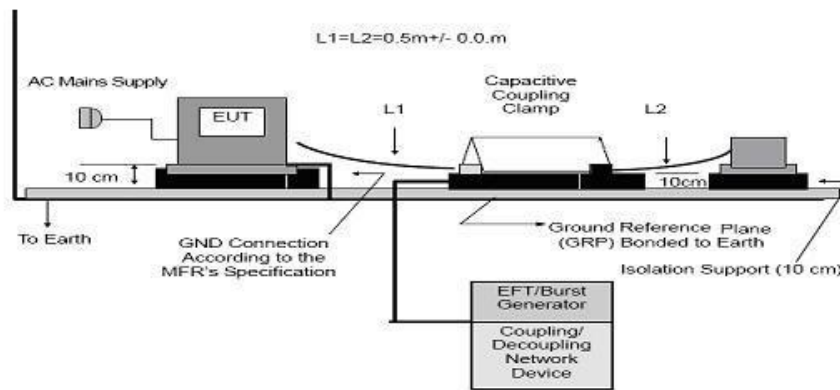 L1=L2=0.5m+/- 0.0.m
AC Mains Supply
EUT
L1
Capacitive
Coupling
Clamp
L2
10 cm
10cm
To Earth
GND Connection
According to the
MFR's Specification
Ground Reference Plane
(GRP) Bonded to Earth
Isolation Support (10 cm)
EFT/Burst
Generator
Coupling/
Decoupling
Network
Device